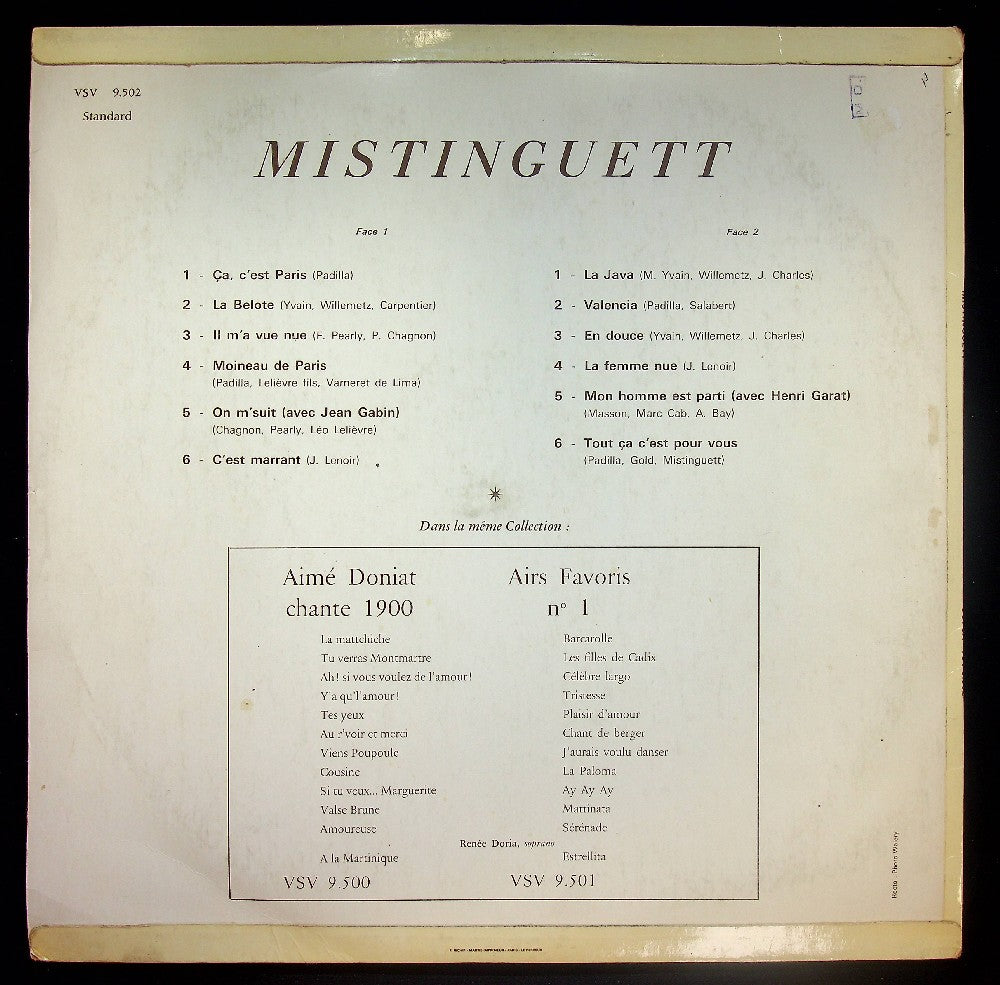 VSV 9.502
Standard
MISTINGUETT
Face 1
1 - Ça, c'est Paris (Padilla)
2 - La Belote (Yvain, Willemetz, Carpentier)
3 - Il m'a vue nue (F. Pearly, P. Chagnon)
4 - Moineau de Paris
(Padilla, Lelièvre fils, Varneret de Lima)
5 - On m'suit (avec Jean Gabin)
(Chagnon, Pearly, Léo Lelièvre)
6 - C'est marrant (J. Lenoir)
Face 2
1 - La Java (M. Yvain, Willemetz, J. Charles)
2 - Valencia (Padilla, Salabert)
3 - En douce (Yvain, Willemetz, J. Charles)
4 - La femme nue (J. Lenoir)
5 - Mon homme est parti (avec Henri Garat)
(Masson, Marc Cab, A. Bay)
6 - Tout ça c'est pour vous
(Padilla, Gold, Mistinguett)
Dans la même Collection :
Aimé Doniat
chante 1900
La mattchiche
Tu verras Montmartre
Ah! si vous voulez de l'amour!
Y'a qu'l'amour!
Tes yeux
Au r'voir et merci
Viens Poupoule
Cousine
Si tu veux... Marguerite
Valse Brune
Amoureuse
A la Martinique
VSV 9.500
Airs Favoris
n° 1
Barcarolle
Les filles de Cadix
Célèbre largo
Tristesse
Plaisir d'amour
Chant de berger
J'aurais voulu danser
La Paloma
Ay Ay Ay
Mattinata
Sérénade
Renée Doria, soprano
Estrellita
VSV 9.501